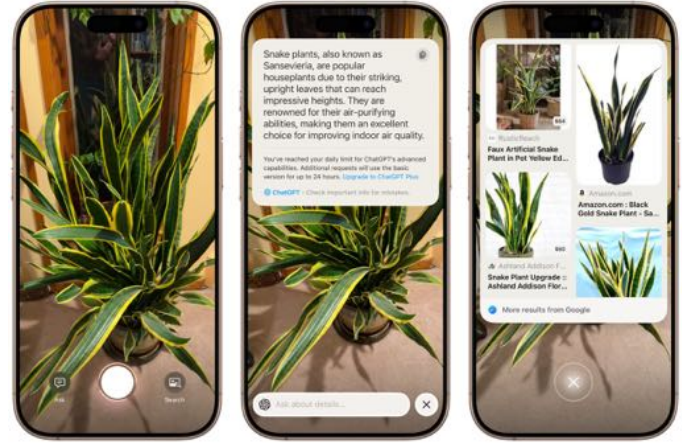 Ask
Search
Snake plants, also known as
Sansevieria, are popular
houseplants due to their striking,
upright leaves that can reach
impressive heights. They are
renowned for their air-purifying
abilities, making them an excellent
choice for improving indoor air quality.
You've reached your daily limit for ChatGPT's advanced
capabilities. Additional requests will use the basic
version for up to 24 hours. Upgrade to ChatGPT Plus
ChatGPT • Check important info for mistakes.
Ask about details...
Faux Artificial Snake
Plant in Pot Yellow Ed...
Amazon.com
Amazon.com : Black
Gold Snake Plant - Sa...
Ashland Addison F...
Snake Plant Upgrade ::
Ashland Addison Flor...
More results from Google